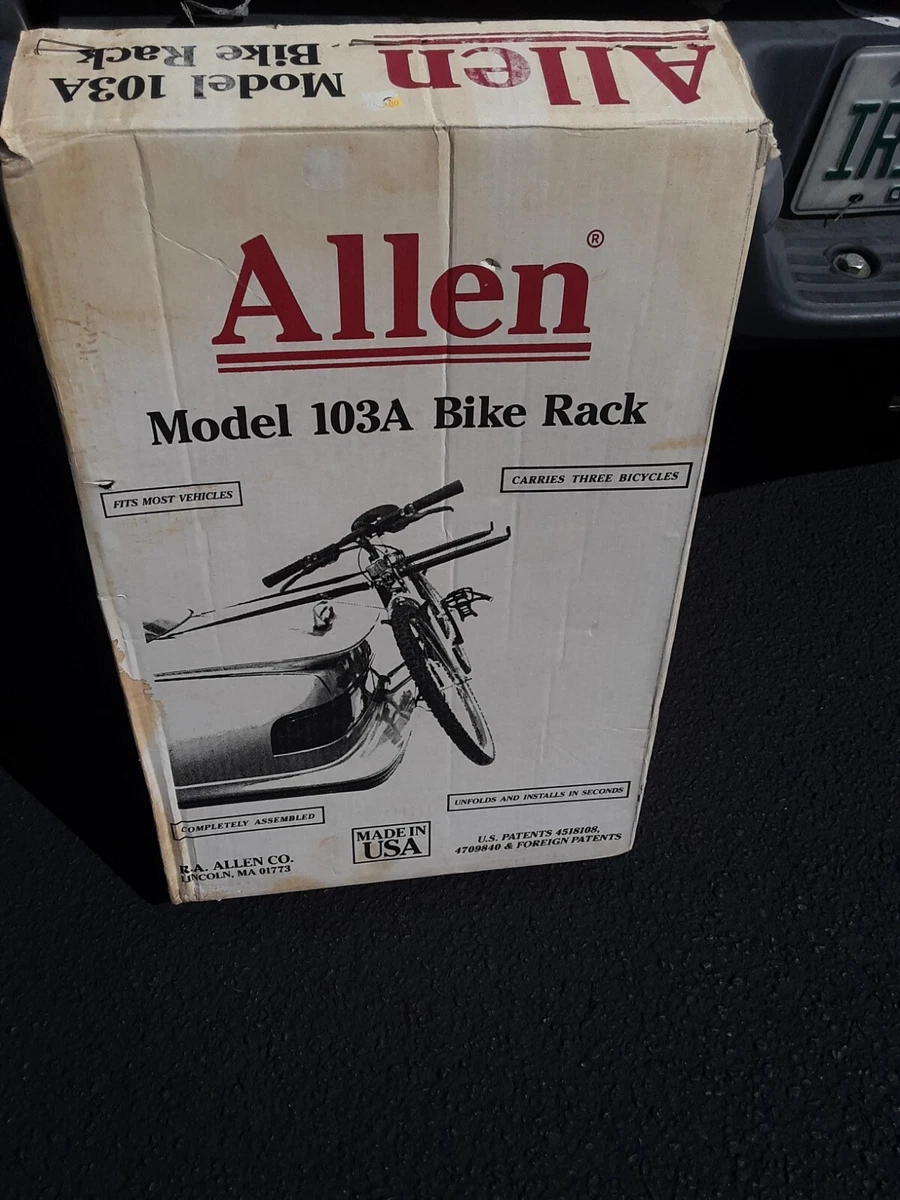 Allen
Model 103A
Bike Rack
Allen®
Model 103A Bike Rack
FITS MOST VEHICLES
CARRIES THREE BICYCLES
COMPLETELY ASSEMBLED
UNFOLDS AND INSTALLS IN SECONDS
MADE IN
USA
U.S. PATENTS 4518108,
4709840 & FOREIGN PATENTS
R.A. ALLEN CO.
LINCOLN, MA 01773